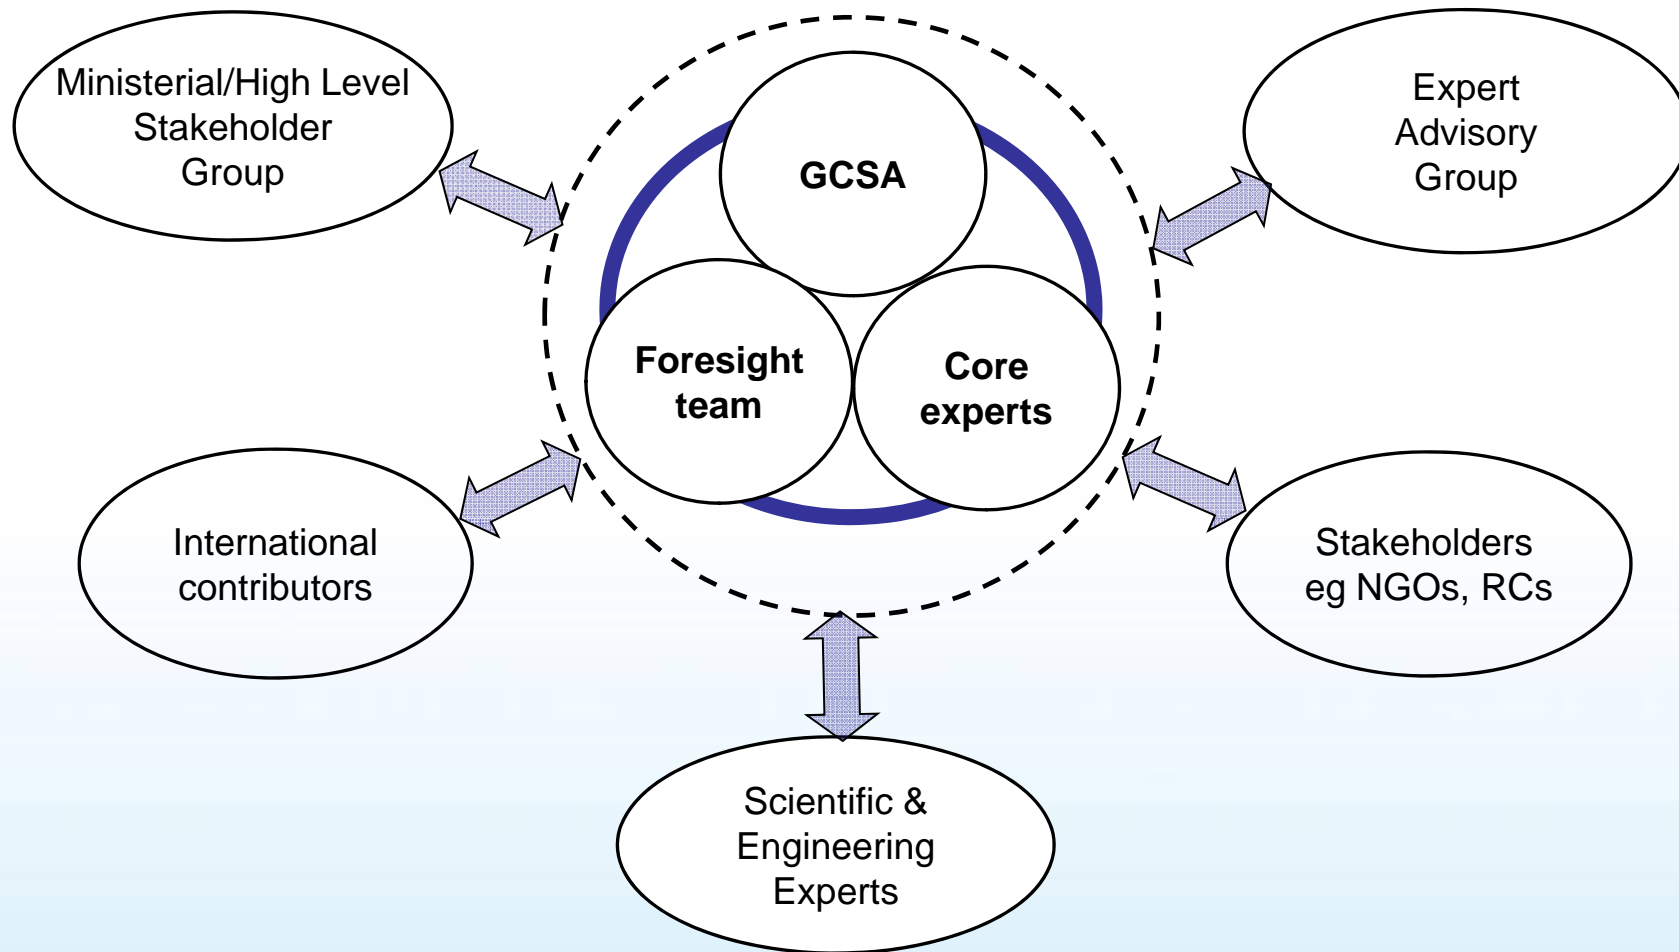 Ministerial/High Level
Stakeholder
Group
GCSA
Expert
Advisory
Group
Foresight
team
Core
experts
International
contributors
Stakeholders
eg NGOs, RCs
Scientific &
Engineering
Experts